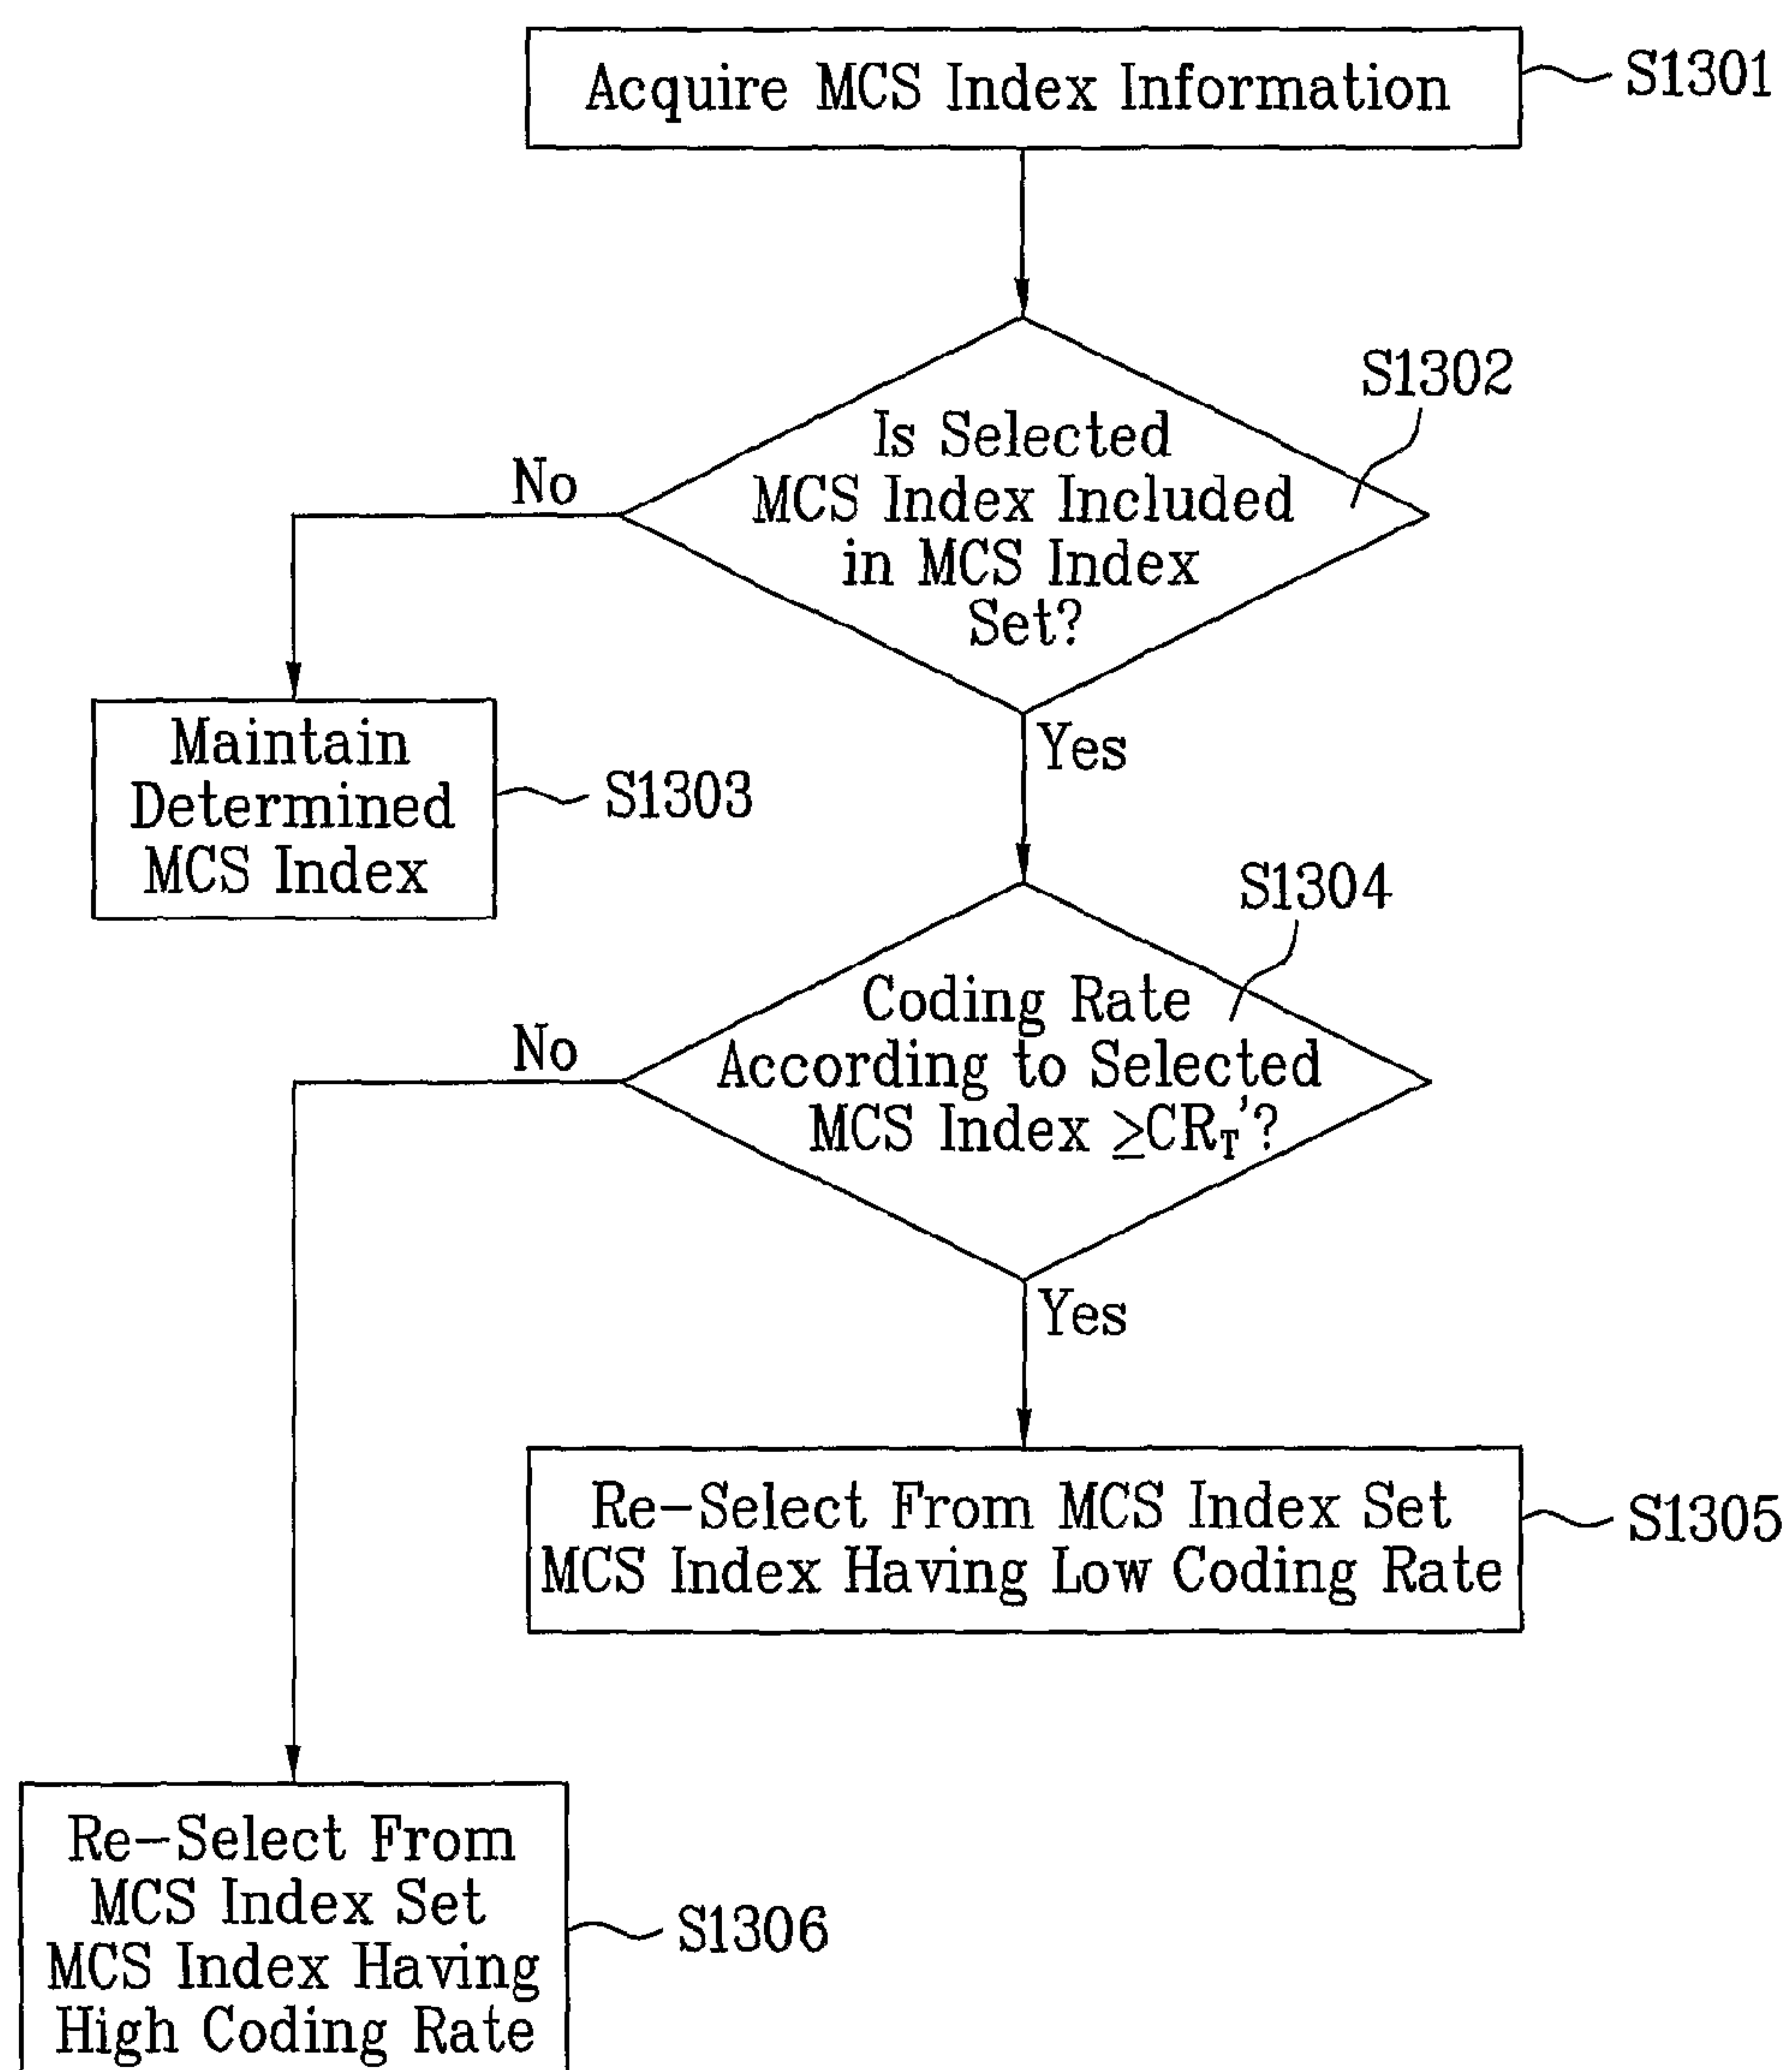 Acquire MCS Index Information
S1301
S1302
Is Selected
MCS Index Included
in MCS Index
Set?
No
Yes
Maintain
Determined
MCS Index
S1303
S1304
Coding Rate
According to Selected
MCS Index ≥CR_T'?
No
Yes
Re-Select From MCS Index Set
MCS Index Having Low Coding Rate
S1305
Re-Select From
MCS Index Set
MCS Index Having
High Coding Rate
S1306